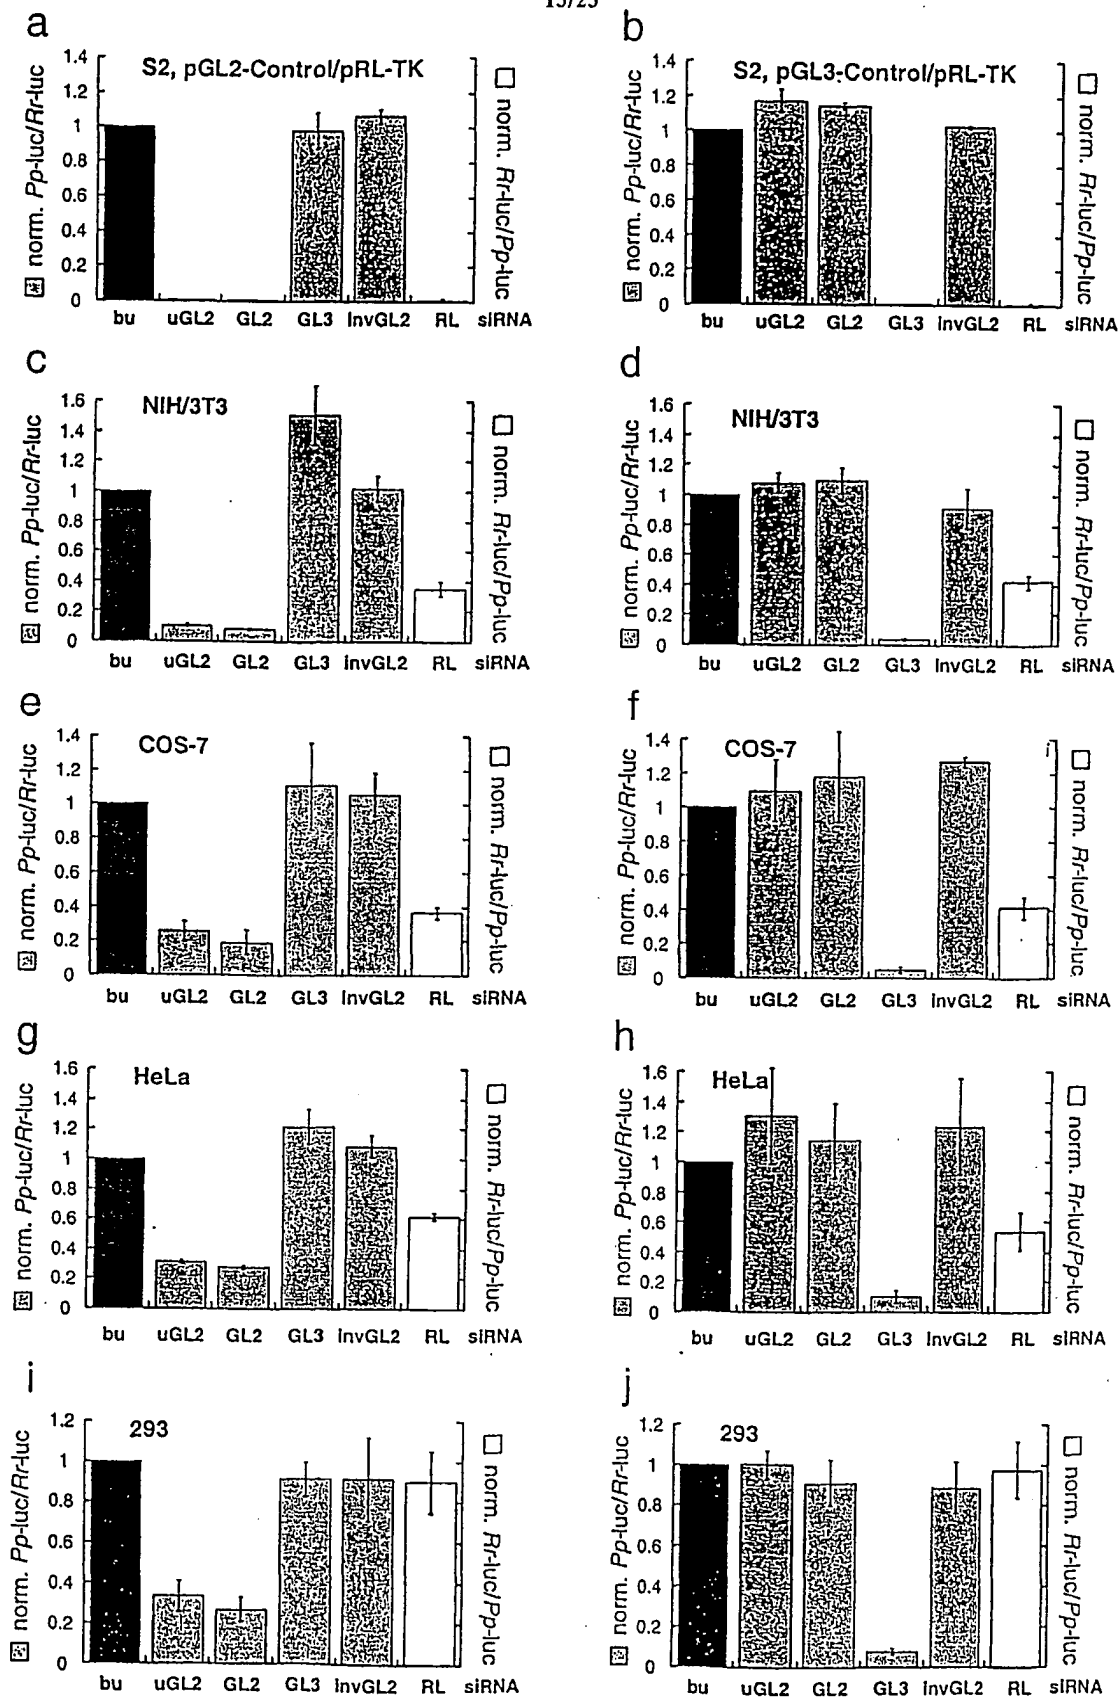 15/25
a
S2, pGL2-Control/pRL-TK
norm. Pp-luc/Rr-luc
1.4
1.2
1
0.8
0.6
0.4
0.2
0
norm. Rr-luc/Pp-luc
bu uGL2 GL2 GL3 invGL2 RL siRNA
b
S2, pGL3-Control/pRL-TK
norm. Pp-luc/Rr-luc
1.4
1.2
1
0.8
0.6
0.4
0.2
0
norm. Rr-luc/Pp-luc
bu uGL2 GL2 GL3 invGL2 RL siRNA
c
NIH/3T3
norm. Pp-luc/Rr-luc
1.6
1.4
1.2
1
0.8
0.6
0.4
0.2
0
norm. Rr-luc/Pp-luc
bu uGL2 GL2 GL3 invGL2 RL siRNA
d
NIH/3T3
norm. Pp-luc/Rr-luc
1.6
1.4
1.2
1
0.8
0.6
0.4
0.2
0
norm. Rr-luc/Pp-luc
bu uGL2 GL2 GL3 invGL2 RL siRNA
e
COS-7
norm. Pp-luc/Rr-luc
1.4
1.2
1
0.8
0.6
0.4
0.2
0
norm. Rr-luc/Pp-luc
bu uGL2 GL2 GL3 invGL2 RL siRNA
f
COS-7
norm. Pp-luc/Rr-luc
1.4
1.2
1
0.8
0.6
0.4
0.2
0
norm. Rr-luc/Pp-luc
bu uGL2 GL2 GL3 invGL2 RL siRNA
g
HeLa
norm. Pp-luc/Rr-luc
1.6
1.4
1.2
1
0.8
0.6
0.4
0.2
0
norm. Rr-luc/Pp-luc
bu uGL2 GL2 GL3 invGL2 RL siRNA
h
HeLa
norm. Pp-luc/Rr-luc
1.6
1.4
1.2
1
0.8
0.6
0.4
0.2
0
norm. Rr-luc/Pp-luc
bu uGL2 GL2 GL3 invGL2 RL siRNA
i
293
norm. Pp-luc/Rr-luc
1.2
1
0.8
0.6
0.4
0.2
0
norm. Rr-luc/Pp-luc
bu uGL2 GL2 GL3 invGL2 RL siRNA
j
293
norm. Pp-luc/Rr-luc
1.2
1
0.8
0.6
0.4
0.2
0
norm. Rr-luc/Pp-luc
bu uGL2 GL2 GL3 invGL2 RL siRNA